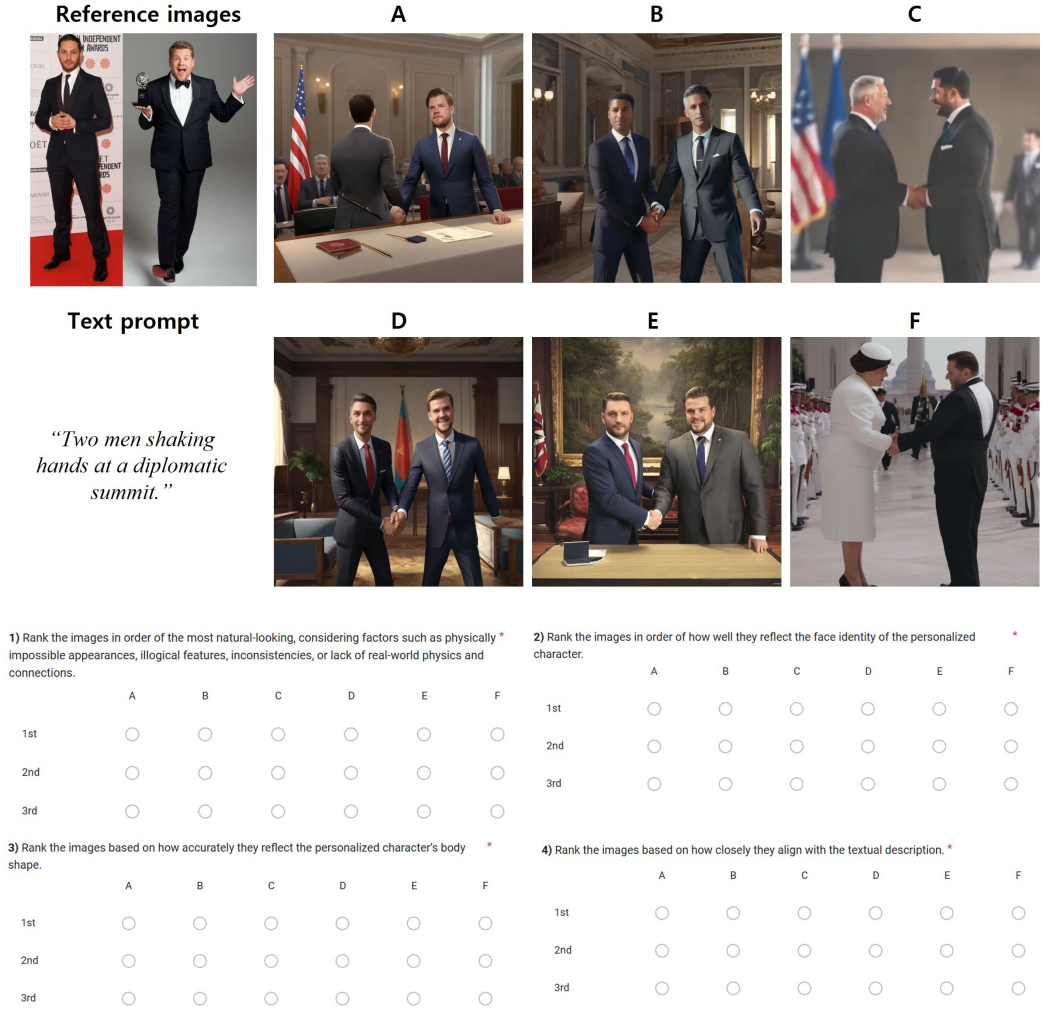 Reference images
A
B
C
AL INDEPENDENT
M AWARDS
MOËT
Text prompt
D
E
F
“Two men shaking
hands at a diplomatic
summit.”
1) Rank the images in order of the most natural-looking, considering factors such as physically *
impossible appearances, illogical features, inconsistencies, or lack of real-world physics and
connections.
A B C D E F
1st
2nd
3rd
2) Rank the images in order of how well they reflect the face identity of the personalized *
character.
A B C D E F
1st
2nd
3rd
3) Rank the images based on how accurately they reflect the personalized character's body *
shape.
A B C D E F
1st
2nd
3rd
4) Rank the images based on how closely they align with the textual description. *
A B C D E F
1st
2nd
3rd